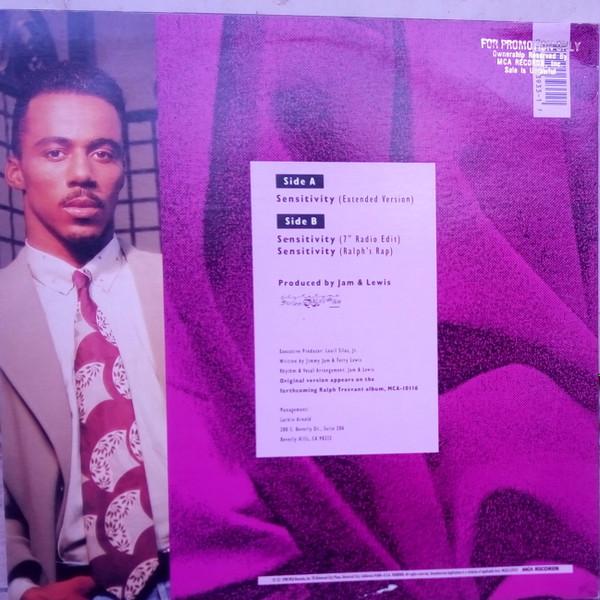 FOR PROMOTION ONLY
Ownership Reserved By
MCA RECORDS, Inc
Sale is Unlawful
Side A
Sensitivity (Extended Version)
Side B
Sensitivity (7" Radio Edit)
Sensitivity (Ralph's Rap)
Produced by Jam & Lewis
Executive Producer: Louil Silas, Jr.
Written by Jimmy Jam & Terry Lewis
Rhythm & Vocal Arrangement: Jam & Lewis
Original version appears on the
forthcoming Ralph Tresvant album, MCA-10116
Management:
Larkin Arnold
Beverly Hills, CA
MCA RECORDS